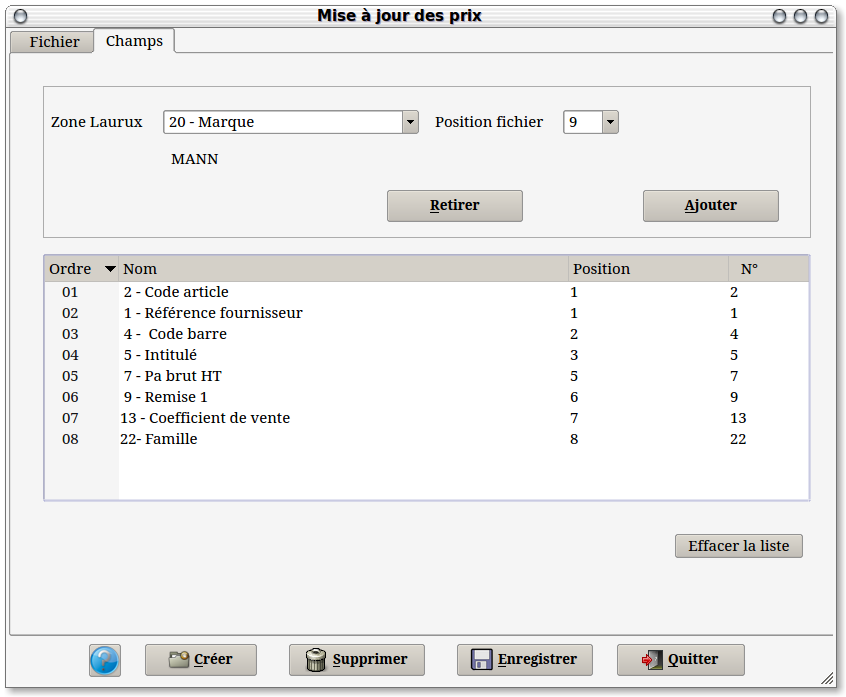 Mise à jour des prix
Fichier Champs
Zone Laurux 20 - Marque Position fichier 9
MANN
Retirer Ajouter
Ordre Nom Position N°
01 2 - Code article 1 2
02 1 - Référence fournisseur 1 1
03 4 - Code barre 2 4
04 5 - Intitulé 3 5
05 7 - Pa brut HT 5 7
06 9 - Remise 1 6 9
07 13 - Coefficient de vente 7 13
08 22- Famille 8 22
Effacer la liste
? Créer Supprimer Enregistrer Quitter